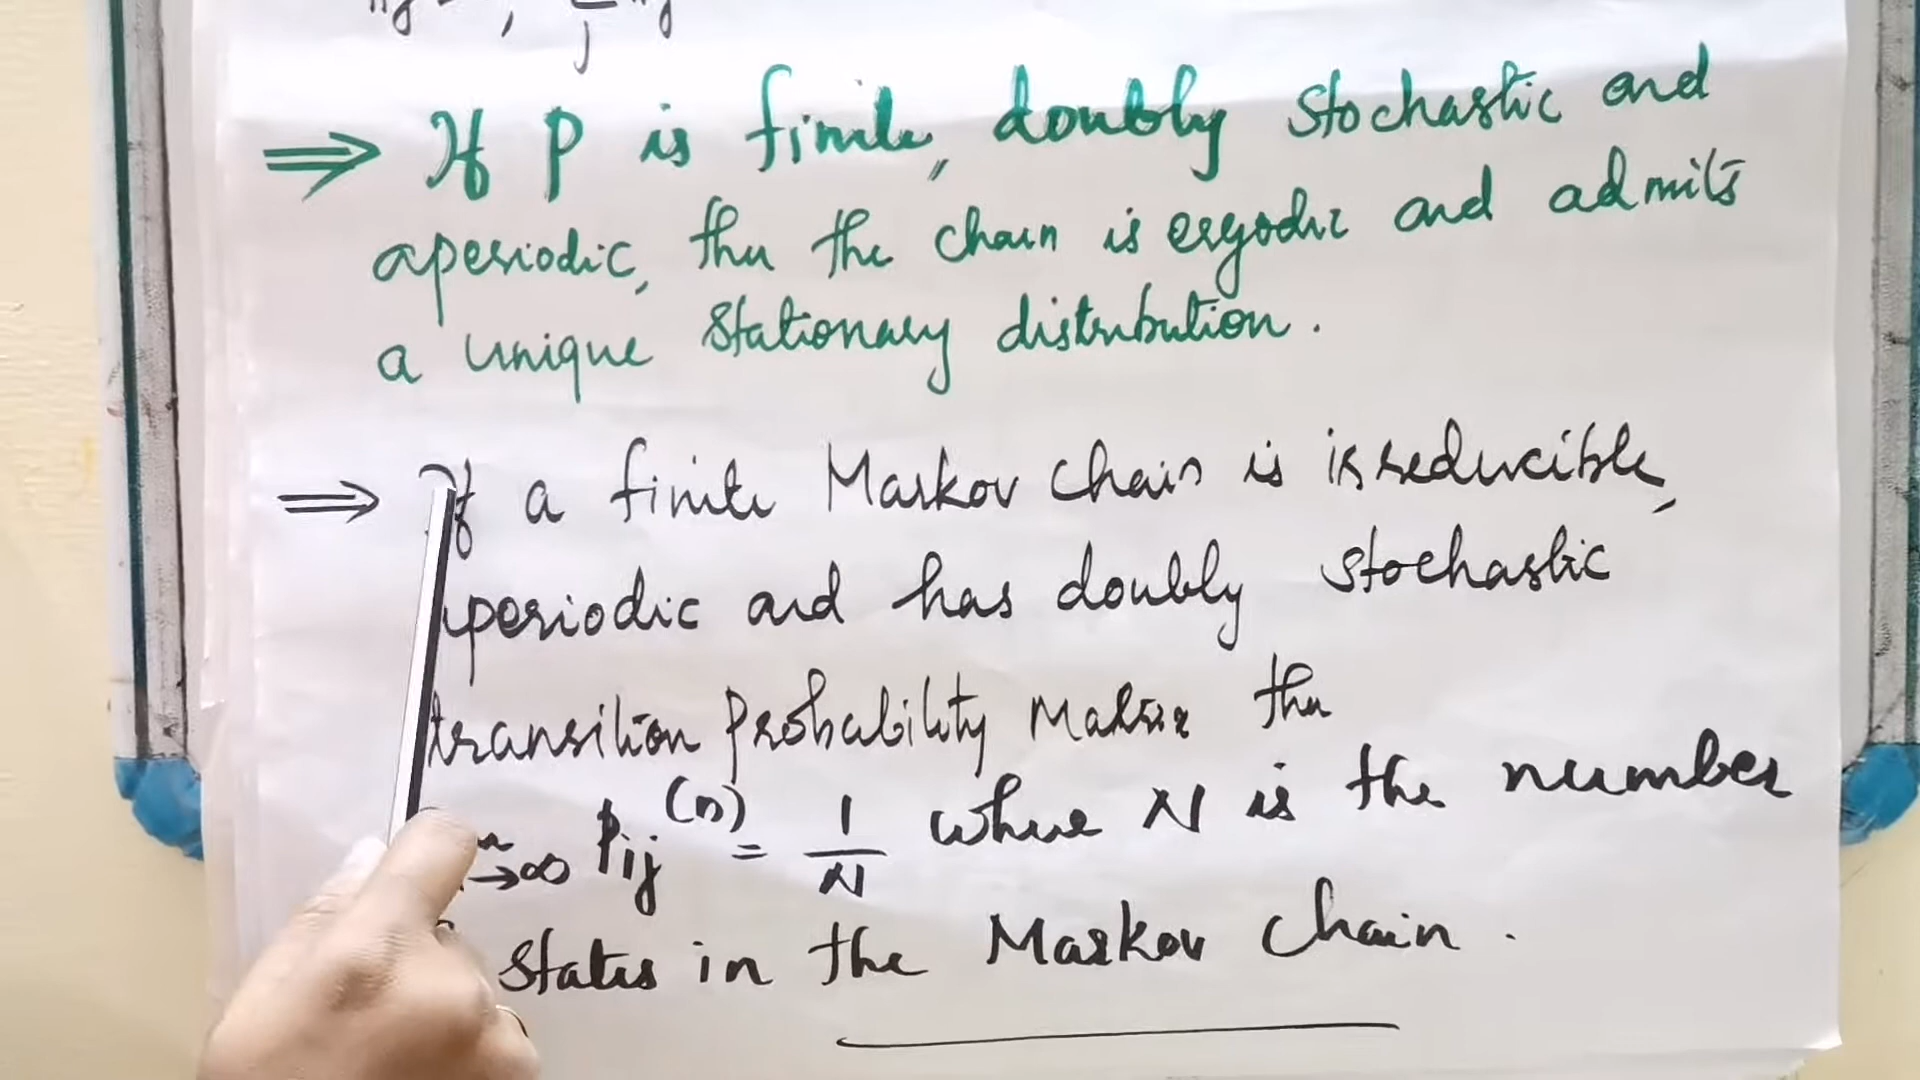 ⇒ If P is finite, doubly stochastic and
aperiodic, then the chain is ergodic and admits
a unique stationary distribution.
⇒ If a finite Markov chain is irreducible,
aperiodic and has doubly stochastic
transition probability matrix then
n→∞ Pij^(n) = 1/N where N is the number
states in the Markov chain.